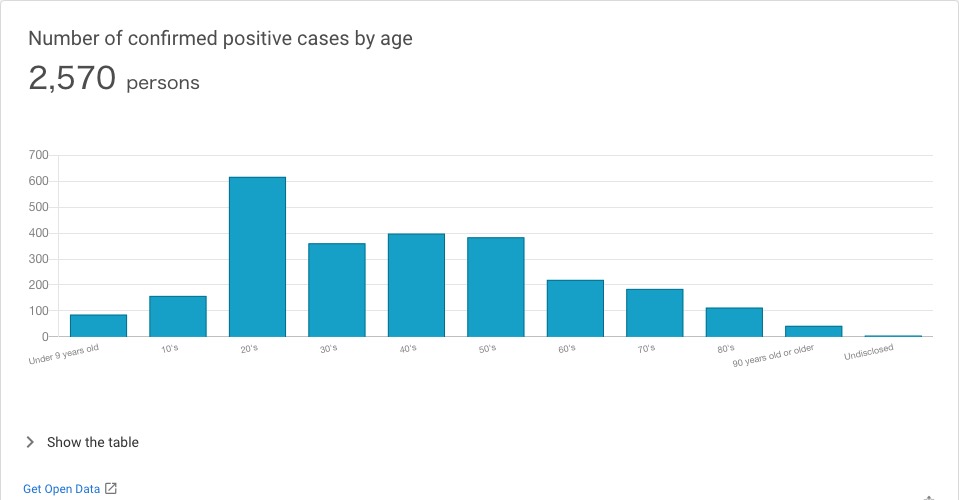 Number of confirmed positive cases by age
2,570 persons
700
600
500
400
300
200
100
0
Under 9 years old
10's
20's
30's
40's
50's
60's
70's
80's
90 years old or older
Undisclosed
Show the table
Get Open Data